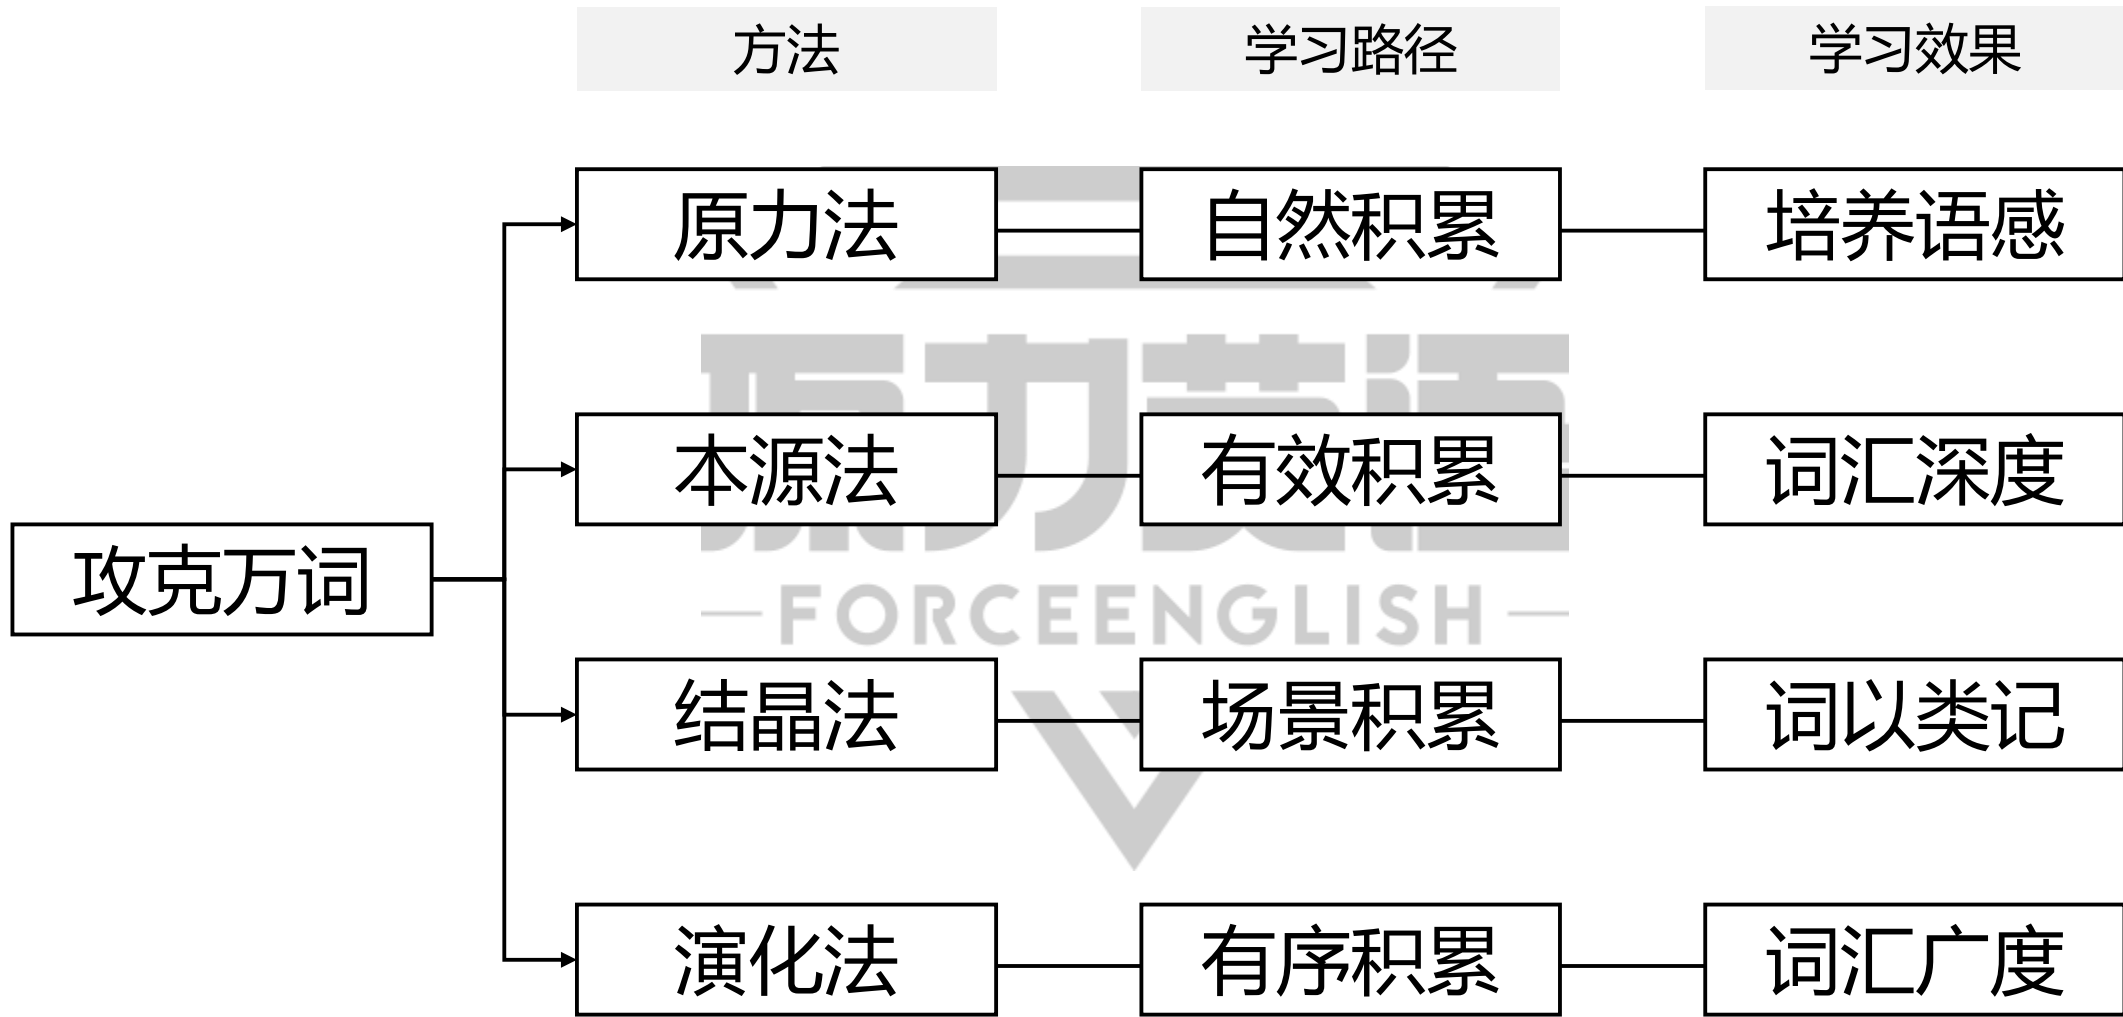 方法 学习路径 学习效果
原力法 自然积累 培养语感
原力英语
本源法 有效积累 词汇深度
攻克万词
FORCEENGLISH
结晶法 场景积累 词以类记
演化法 有序积累 词汇广度